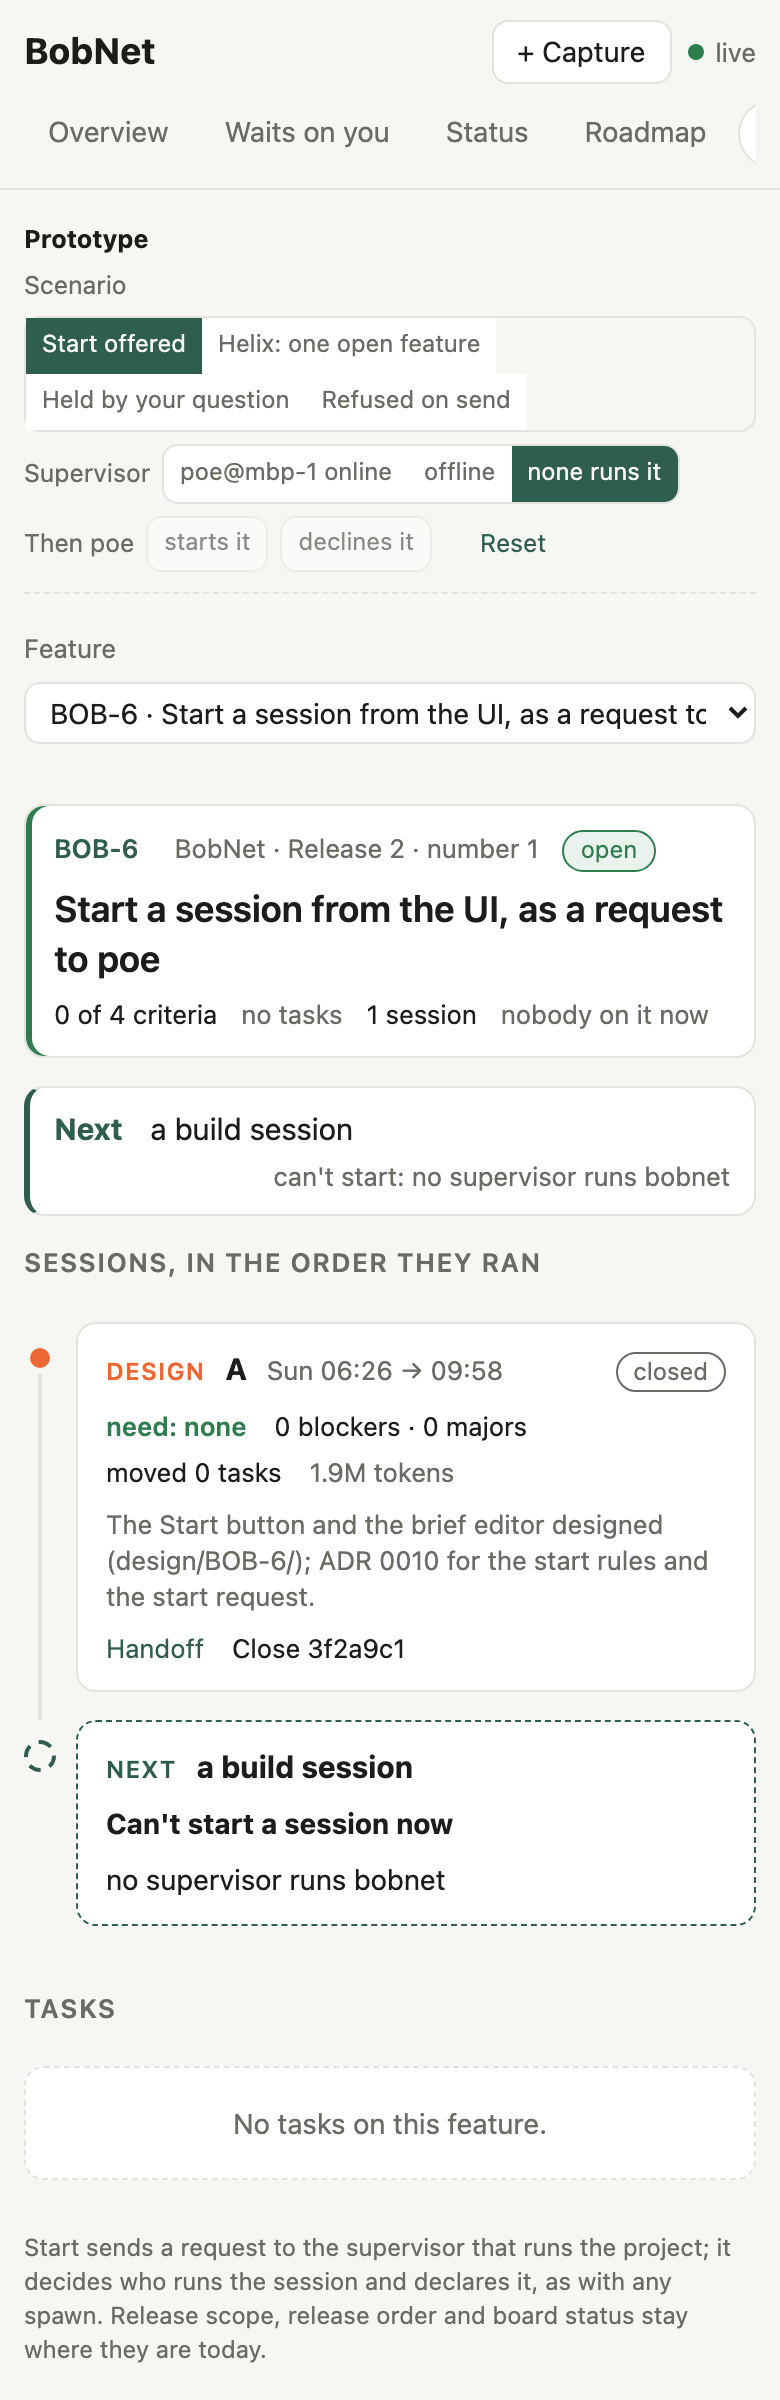 BobNet
+ Capture
live
Overview
Waits on you
Status
Roadmap
Prototype
Scenario
Start offered
Helix: one open feature
Held by your question
Refused on send
Supervisor
poe@mbp-1 online
offline
none runs it
Then poe
starts it
declines it
Reset
Feature
BOB-6 · Start a session from the UI, as a request to
BOB-6 BobNet · Release 2 · number 1 open
Start a session from the UI, as a request
to poe
0 of 4 criteria no tasks 1 session nobody on it now
Next a build session
can't start: no supervisor runs bobnet
SESSIONS, IN THE ORDER THEY RAN
DESIGN A Sun 06:26 → 09:58 closed
need: none 0 blockers · 0 majors
moved 0 tasks 1.9M tokens
The Start button and the brief editor designed
(design/BOB-6/); ADR 0010 for the start rules and
the start request.
Handoff Close 3f2a9c1
NEXT a build session
Can't start a session now
no supervisor runs bobnet
TASKS
No tasks on this feature.
Start sends a request to the supervisor that runs the project; it
decides who runs the session and declares it, as with any
spawn. Release scope, release order and board status stay
where they are today.